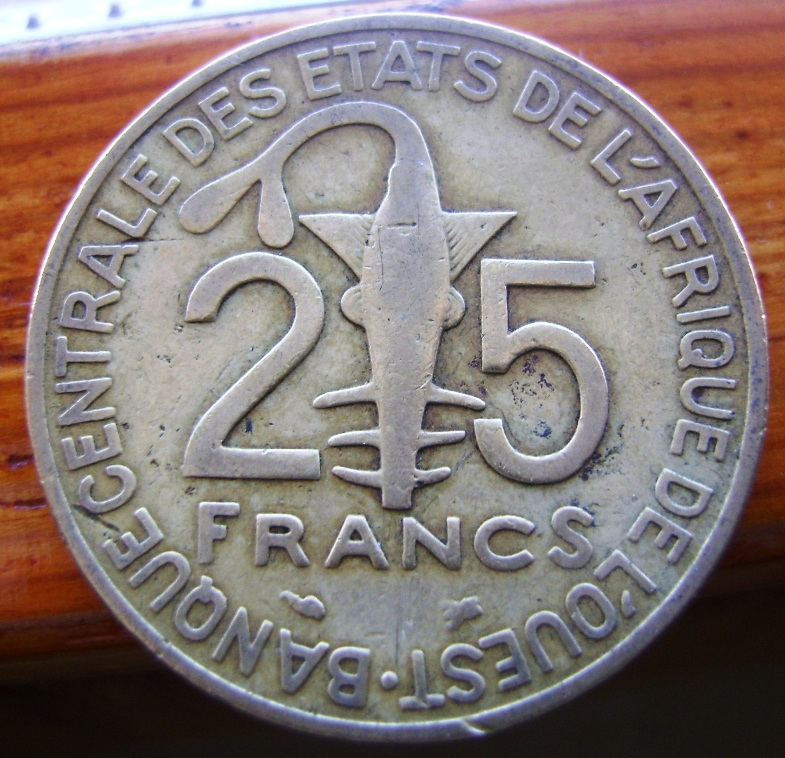 BANQUE CENTRALE DES ETATS DE L'AFRIQUE DE L'OUEST ·
25
FRANCS